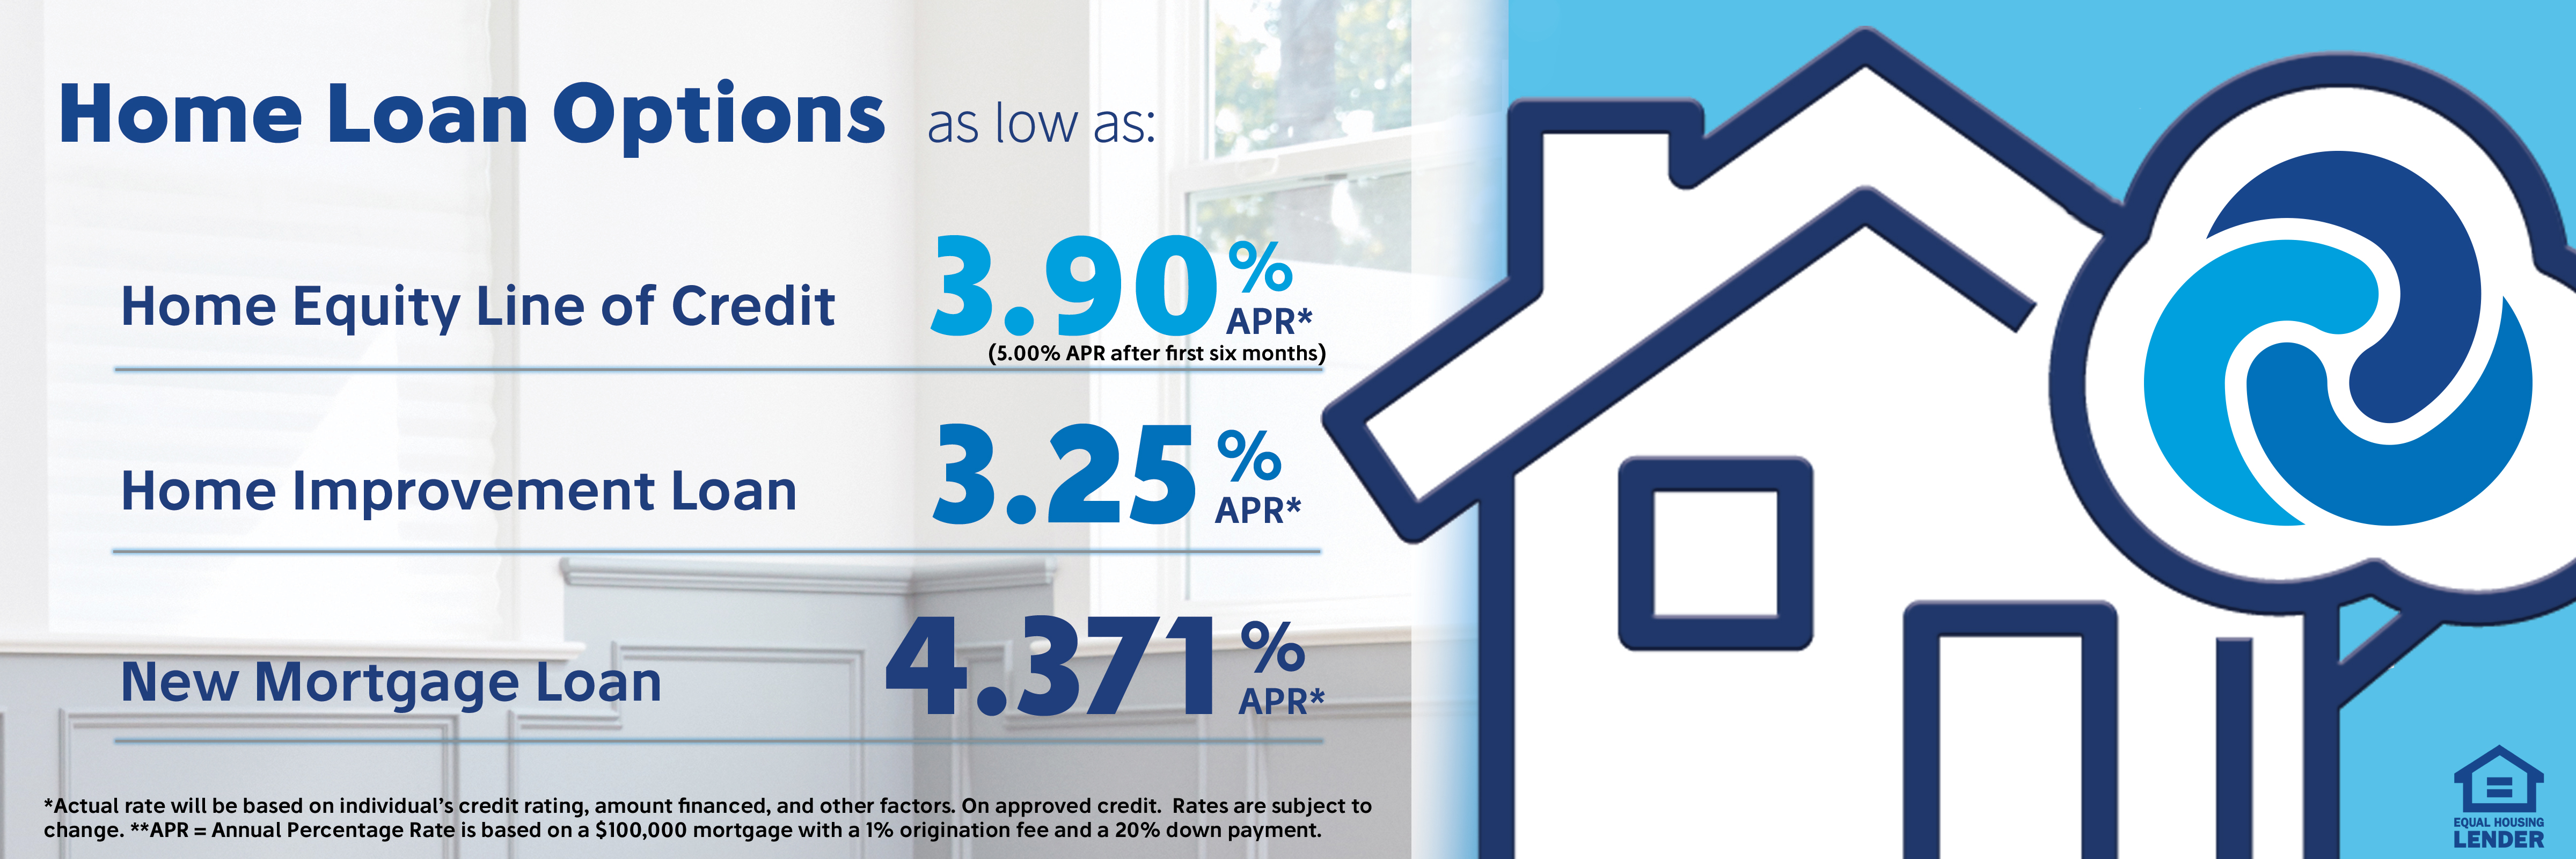 Home Loan Options as low as:
Home Equity Line of Credit 3.90% APR*
(5.00% APR after first six months)
Home Improvement Loan 3.25% APR*
New Mortgage Loan 4.371% APR*
*Actual rate will be based on individual’s credit rating, amount financed, and other factors. On approved credit.  Rates are subject to
change. **APR = Annual Percentage Rate is based on a $100,000 mortgage with a 1% origination fee and a 20% down payment.
EQUAL HOUSING
LENDER